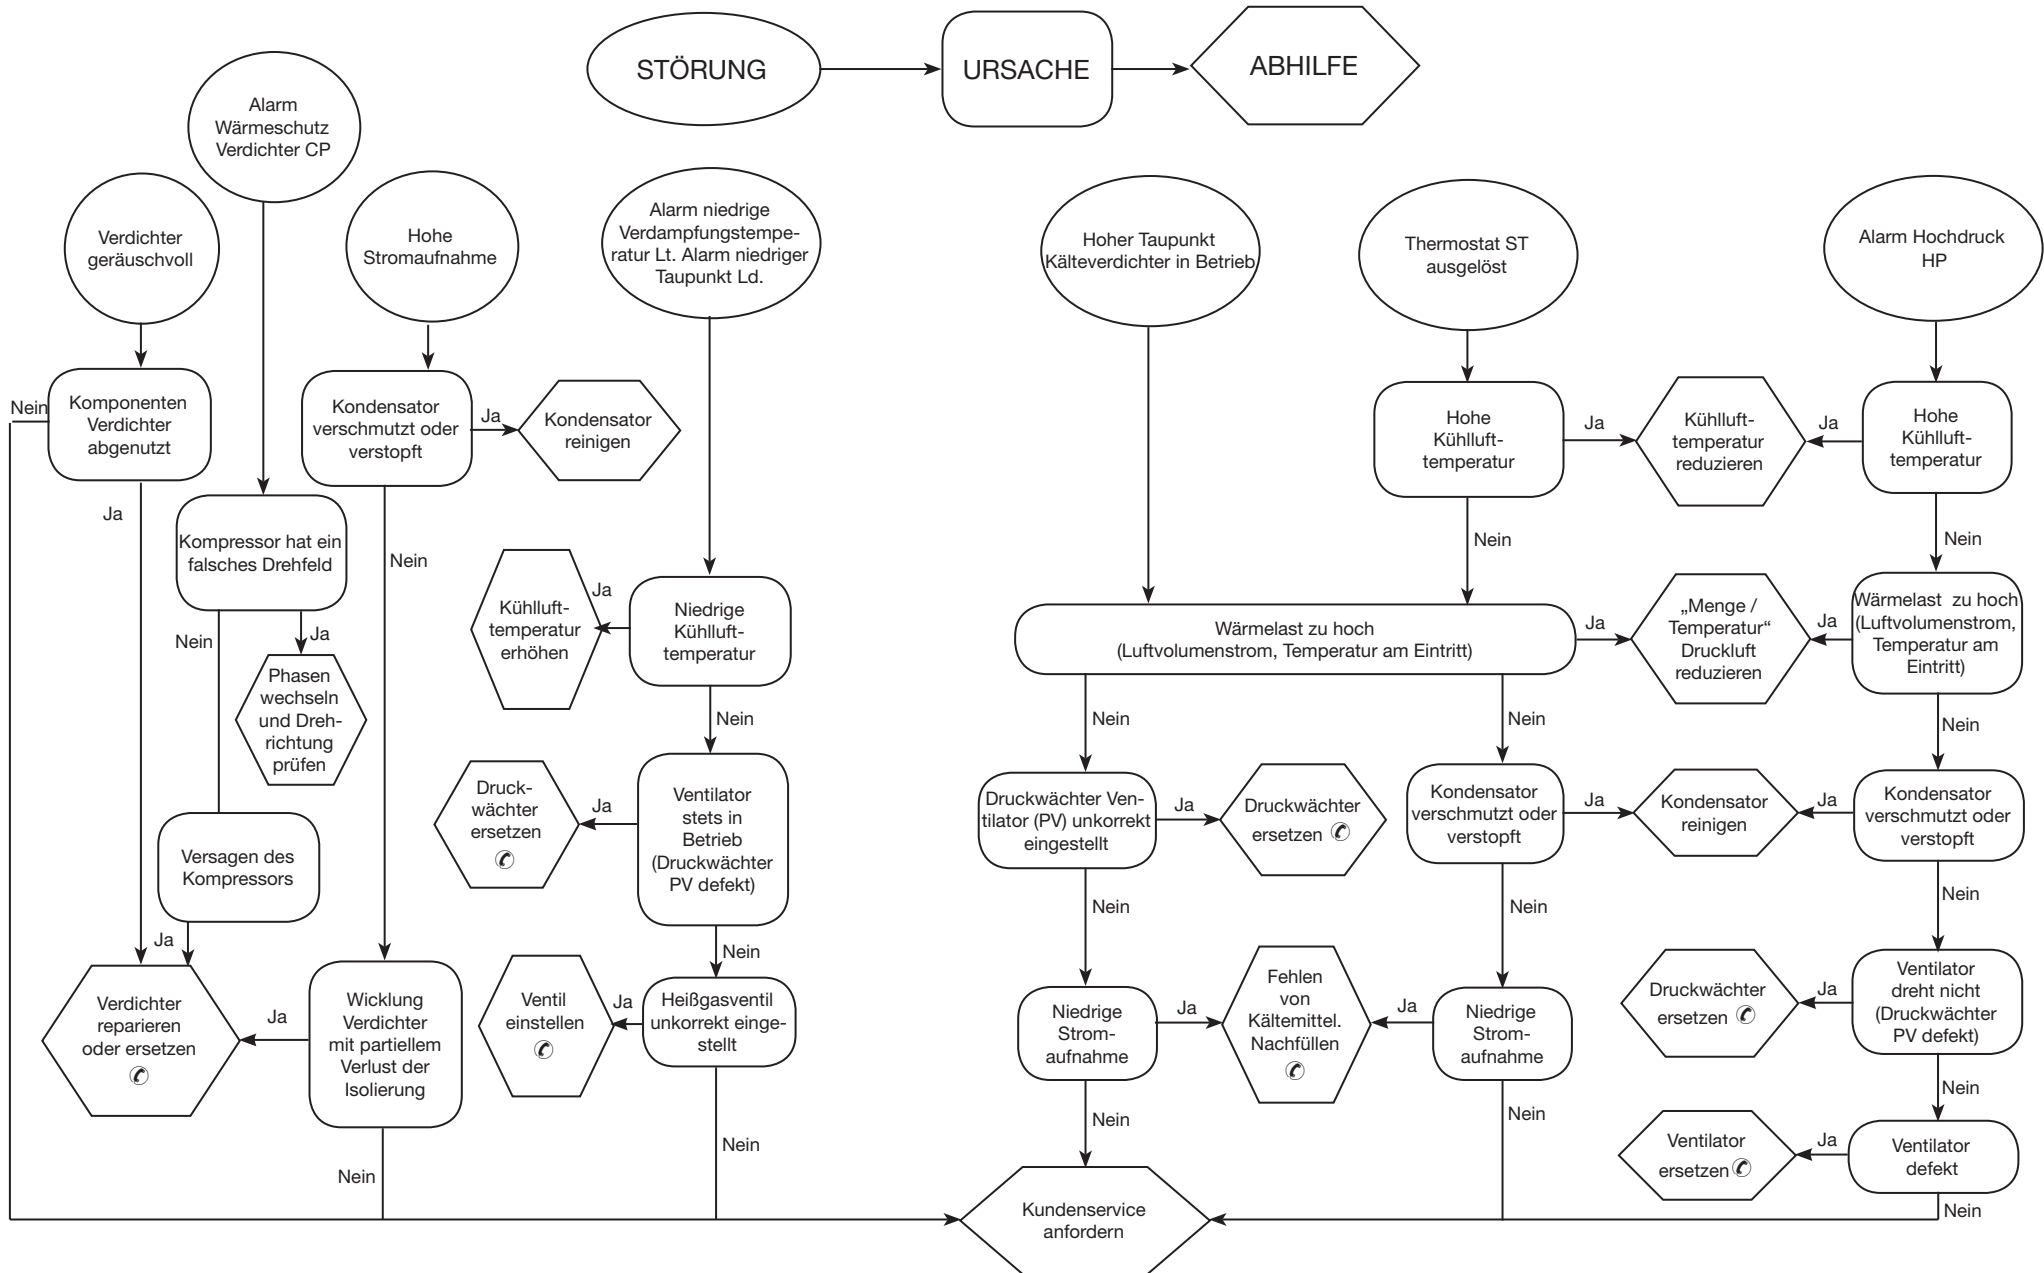 STÖRUNG
URSACHE
ABHILFE
Alarm
Wärmeschutz
Verdichter CP
Verdichter
geräuschvoll
Hohe
Stromaufnahme
Alarm niedrige
Verdampfungstempe-
ratur Lt. Alarm niedriger
Taupunkt Ld.
Hoher Taupunkt
Kälteverdichter in Betrieb
Thermostat ST
ausgelöst
Alarm Hochdruck
HP
Nein
Komponenten
Verdichter
abgenutzt
Ja
Kondensator
verschmutzt oder
verstopft
Ja
Kondensator
reinigen
Nein
Hohe
Kühlluft-
temperatur
Ja
Kühlluft-
temperatur
reduzieren
Ja
Hohe
Kühlluft-
temperatur
Nein
Nein
Kompressor hat ein
falsches Drehfeld
Nein
Ja
Phasen
wechseln
und Dreh-
richtung
prüfen
Kühlluft-
temperatur
erhöhen
Ja
Niedrige
Kühlluft-
temperatur
Nein
Wärmelast zu hoch
(Luftvolumenstrom, Temperatur am Eintritt)
Ja
„Menge /
Temperatur“
Druckluft
reduzieren
Ja
Wärmelast zu hoch
(Luftvolumenstrom,
Temperatur am
Eintritt)
Nein
Nein
Nein
Versagen des
Kompressors
Ja
Druck-
wächter
ersetzen
Ja
Ventilator
stets in
Betrieb
(Druckwächter
PV defekt)
Nein
Druckwächter Ven-
tilator (PV) unkorrekt
eingestellt
Ja
Druckwächter
ersetzen
Nein
Kondensator
verschmutzt oder
verstopft
Ja
Kondensator
reinigen
Ja
Kondensator
verschmutzt oder
verstopft
Nein
Nein
Verdichter
reparieren
oder ersetzen
Ja
Wicklung
Verdichter
mit partiellem
Verlust der
Isolierung
Nein
Ventil
einstellen
Ja
Heißgasventil
unkorrekt einge-
stellt
Nein
Niedrige
Strom-
aufnahme
Ja
Fehlen
von
Kältemittel.
Nachfüllen
Ja
Niedrige
Strom-
aufnahme
Nein
Nein
Druckwächter
ersetzen
Ja
Ventilator
dreht nicht
(Druckwächter
PV defekt)
Nein
Ventilator
ersetzen
Ja
Ventilator
defekt
Nein
Kundenservice
anfordern